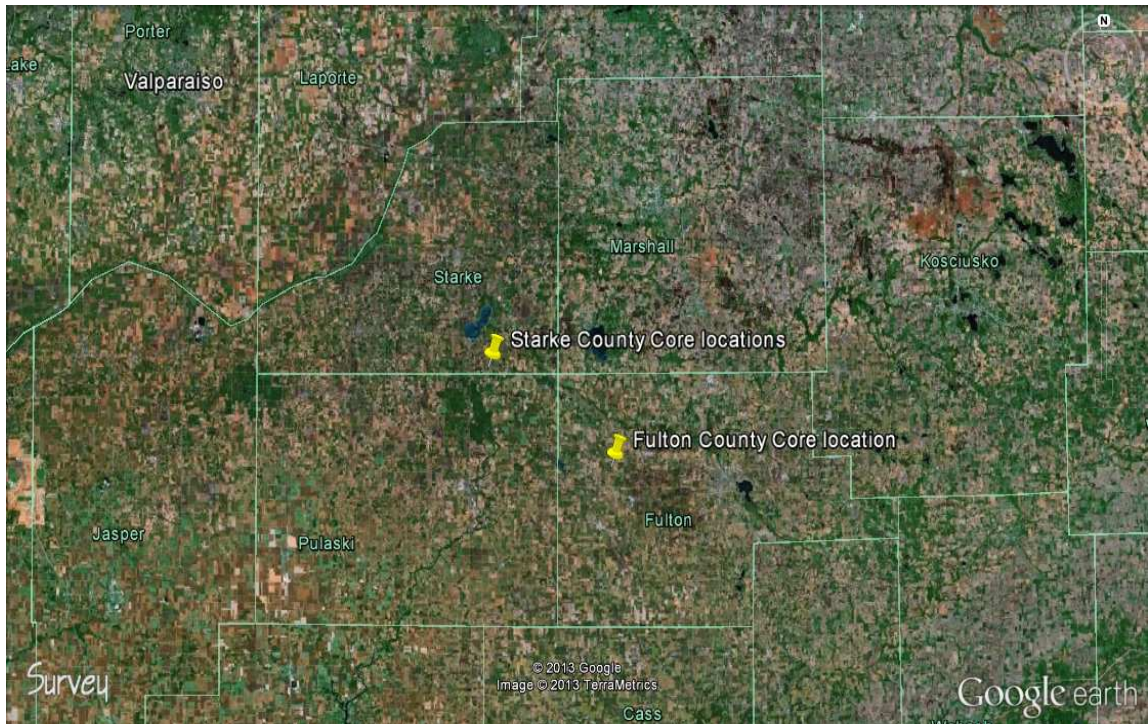 N
Porter
Lake
Valparaiso
Laporte
Marshall
Starke
Kosciusko
Starke County Core locations
Fulton County Core location
Fulton
Jasper
Pulaski
© 2013 Google
Image © 2013 TerraMetrics
Survey
Google earth
Cass